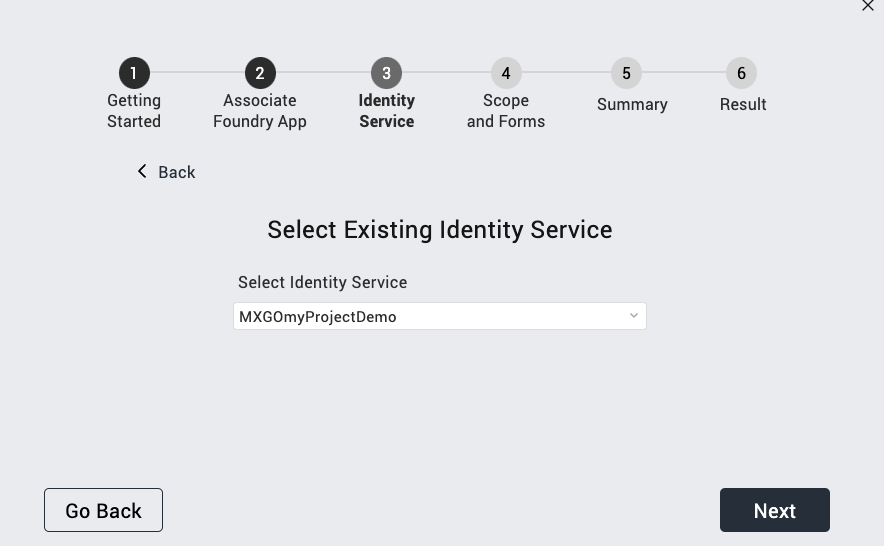 1 2 3 4 5 6
Getting Associate Identity Scope Summary Result
Started Foundry App Service and Forms
Back
Select Existing Identity Service
Select Identity Service
MXGOmyProjectDemo
Go Back Next